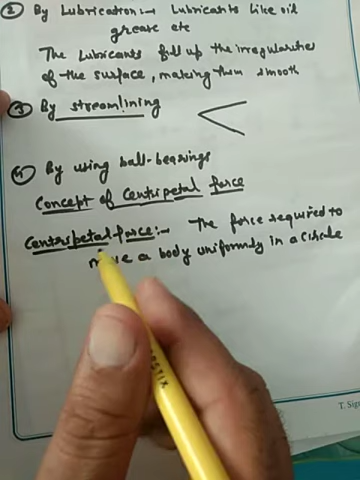 ② By Lubrication:- Lubricants like oil
grease etc
The Lubricants fill up the irregularities
of the surface, making them smooth
③ By streamlining
④ By using ball-bearings
Concept of Centripetal force
Centripetal force:- The force required to
move a body uniformly in a circle
T. Sig